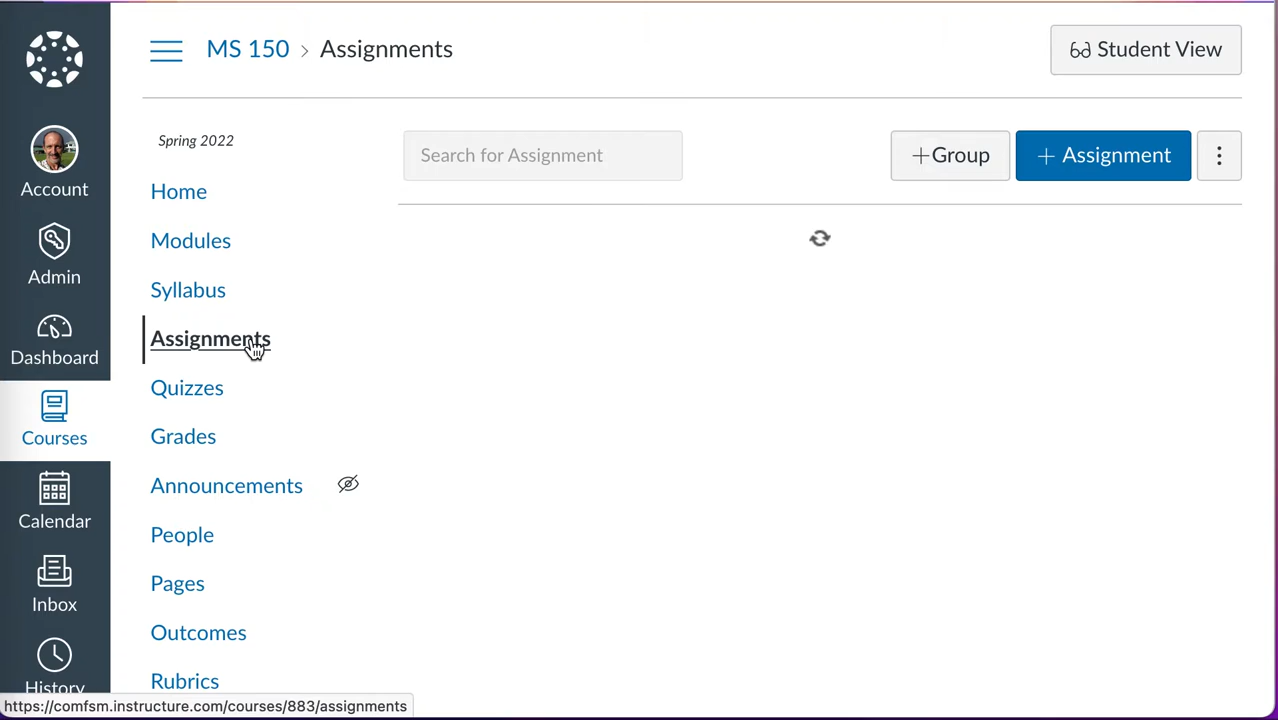 MS 150 > Assignments
Student View
Spring 2022
Search for Assignment
+Group
+ Assignment
Account
Admin
Dashboard
Courses
Calendar
Inbox
History
Home
Modules
Syllabus
Assignments
Quizzes
Grades
Announcements
People
Pages
Outcomes
Rubrics
https://comfsm.instructure.com/courses/883/assignments